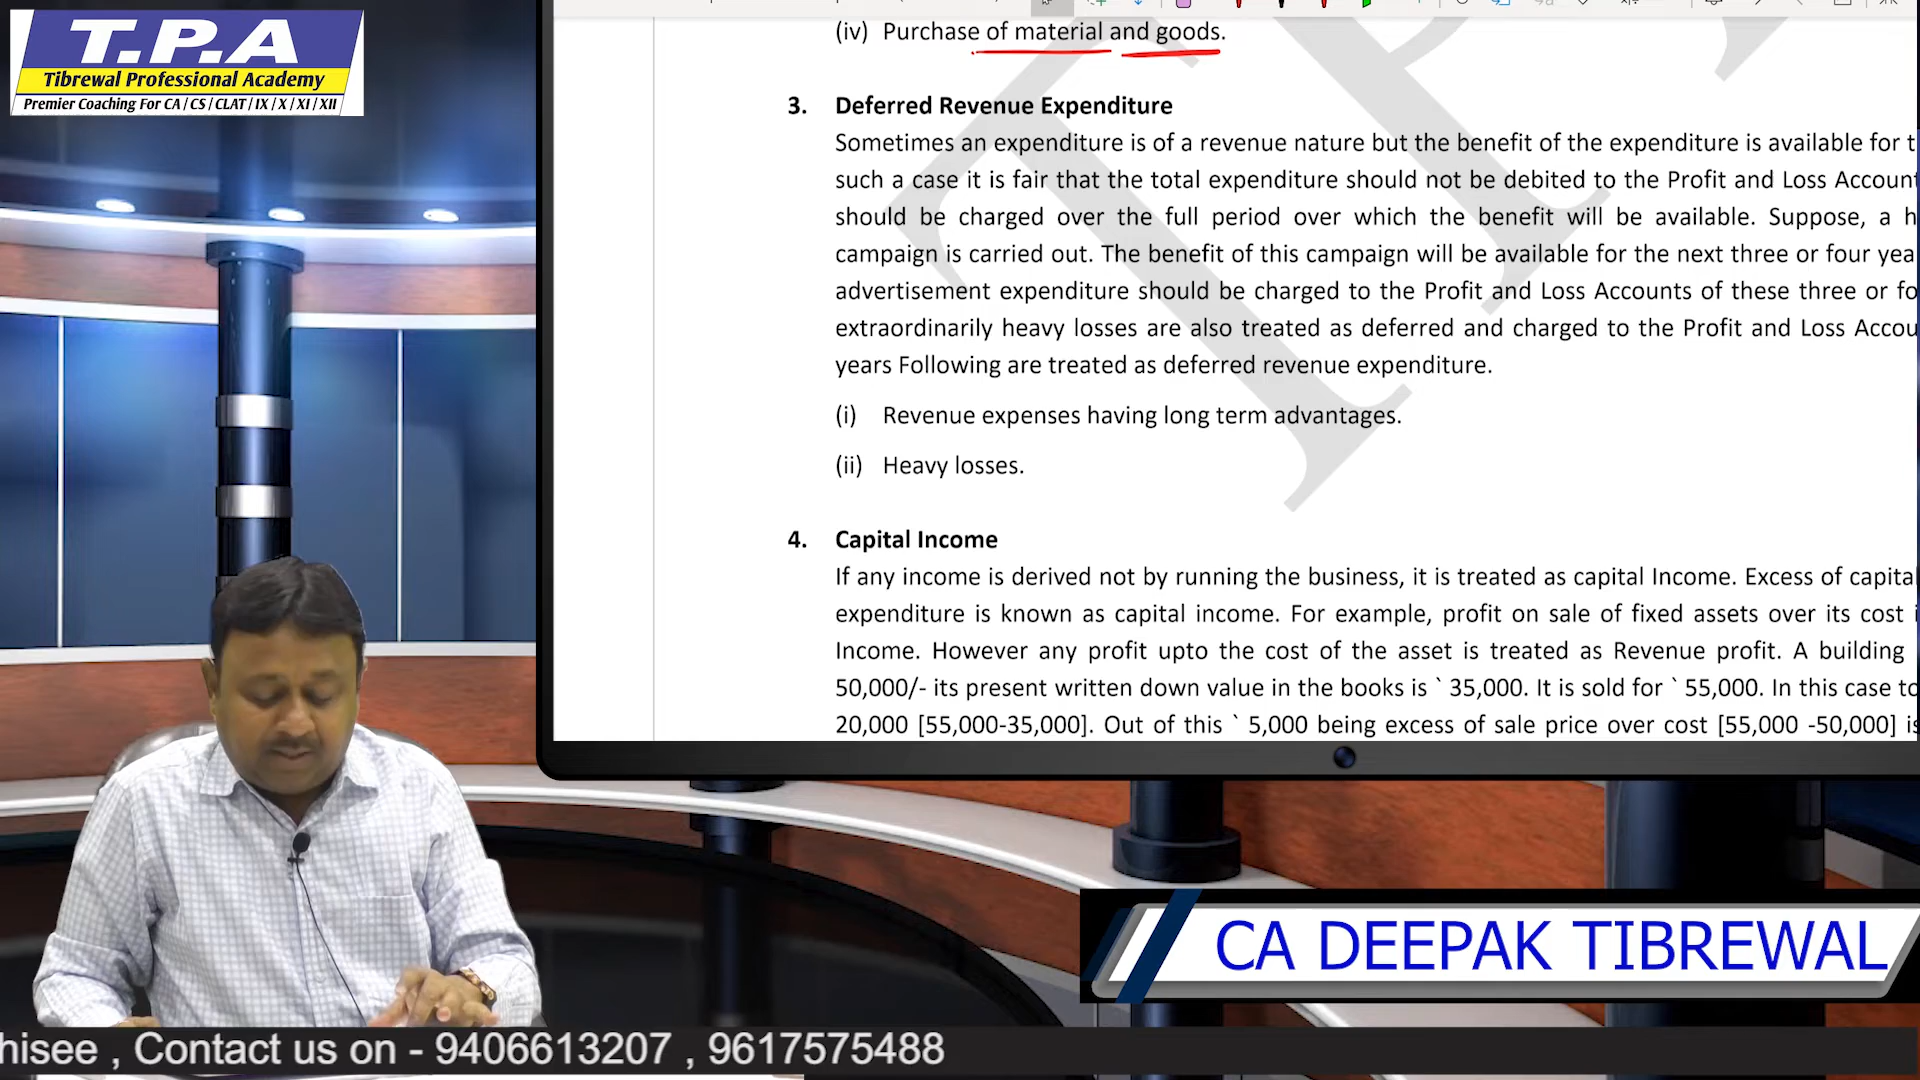 T.P.A
Tibrewal Professional Academy
Premier Coaching For CA / CS / CLAT / IX / X / XI / XII
(iv) Purchase of material and goods.
3. Deferred Revenue Expenditure
Sometimes an expenditure is of a revenue nature but the benefit of the expenditure is available for
such a case it is fair that the total expenditure should not be debited to the Profit and Loss Account
should be charged over the full period over which the benefit will be available. Suppose, a
campaign is carried out. The benefit of this campaign will be available for the next three or four
advertisement expenditure should be charged to the Profit and Loss Accounts of these three or
extraordinarily heavy losses are also treated as deferred and charged to the Profit and Loss
years Following are treated as deferred revenue expenditure.
(i) Revenue expenses having long term advantages.
(ii) Heavy losses.
4. Capital Income
If any income is derived not by running the business, it is treated as capital Income. Excess of capital
expenditure is known as capital income. For example, profit on sale of fixed assets over its cost
Income. However any profit upto the cost of the asset is treated as Revenue profit. A building
50,000/- its present written down value in the books is ` 35,000. It is sold for ` 55,000. In this case
20,000 [55,000-35,000]. Out of this ` 5,000 being excess of sale price over cost [55,000 -50,000]
CA DEEPAK TIBREWAL
hisee , Contact us on - 9406613207 , 9617575488